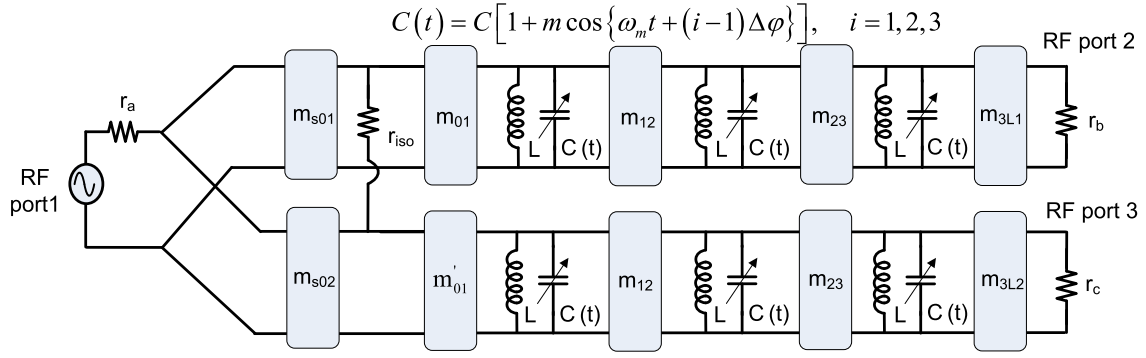 C(t) = C[1 + m cos{ω_m t + (i−1)Δφ}], i = 1, 2, 3
RF port 2
r_a
m_s01
r_iso
m_01
L
C (t)
m_12
L
C (t)
m_23
L
C (t)
m_3L1
r_b
RF
port1
RF port 3
m_s02
m'_01
L
C (t)
m_12
L
C (t)
m_23
L
C (t)
m_3L2
r_c